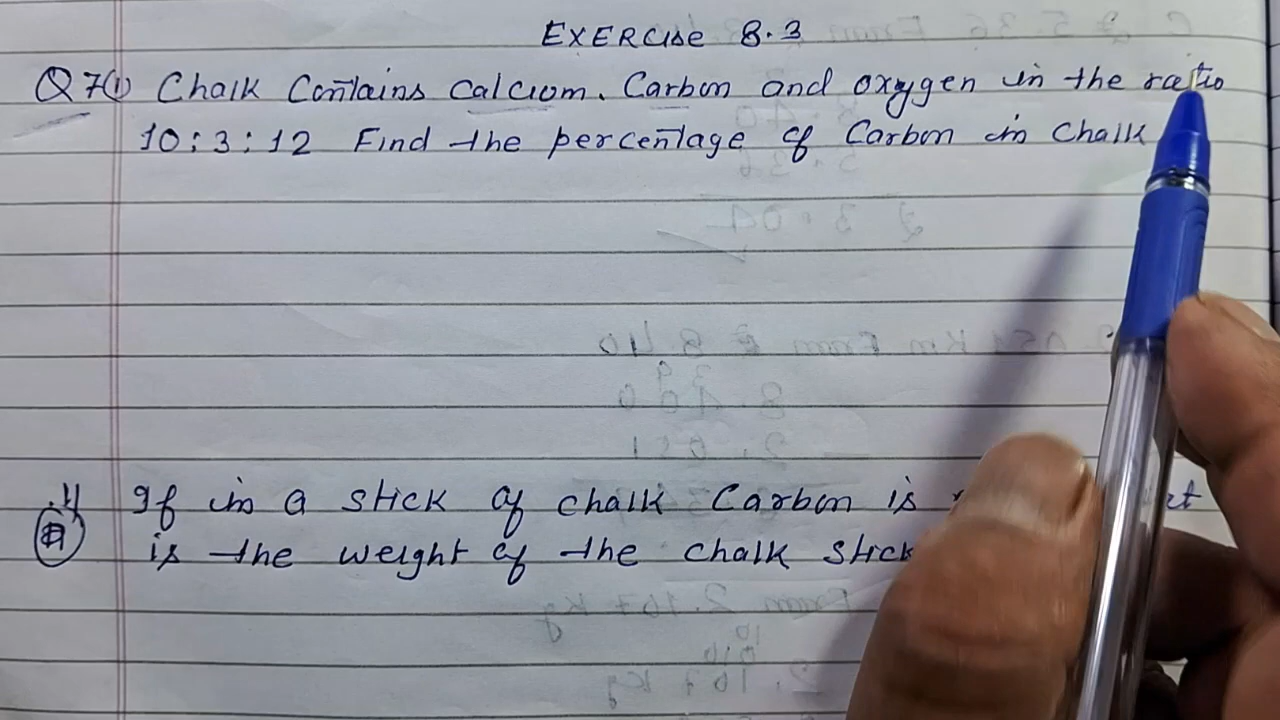 EXERCISE 8.3
Q 7(i) Chalk Contains Calcium, Carbon and oxygen in the ratio
10:3:12 Find the percentage of Carbon in Chalk
ii If in a stick of chalk Carbon is
is the weight of the chalk stick